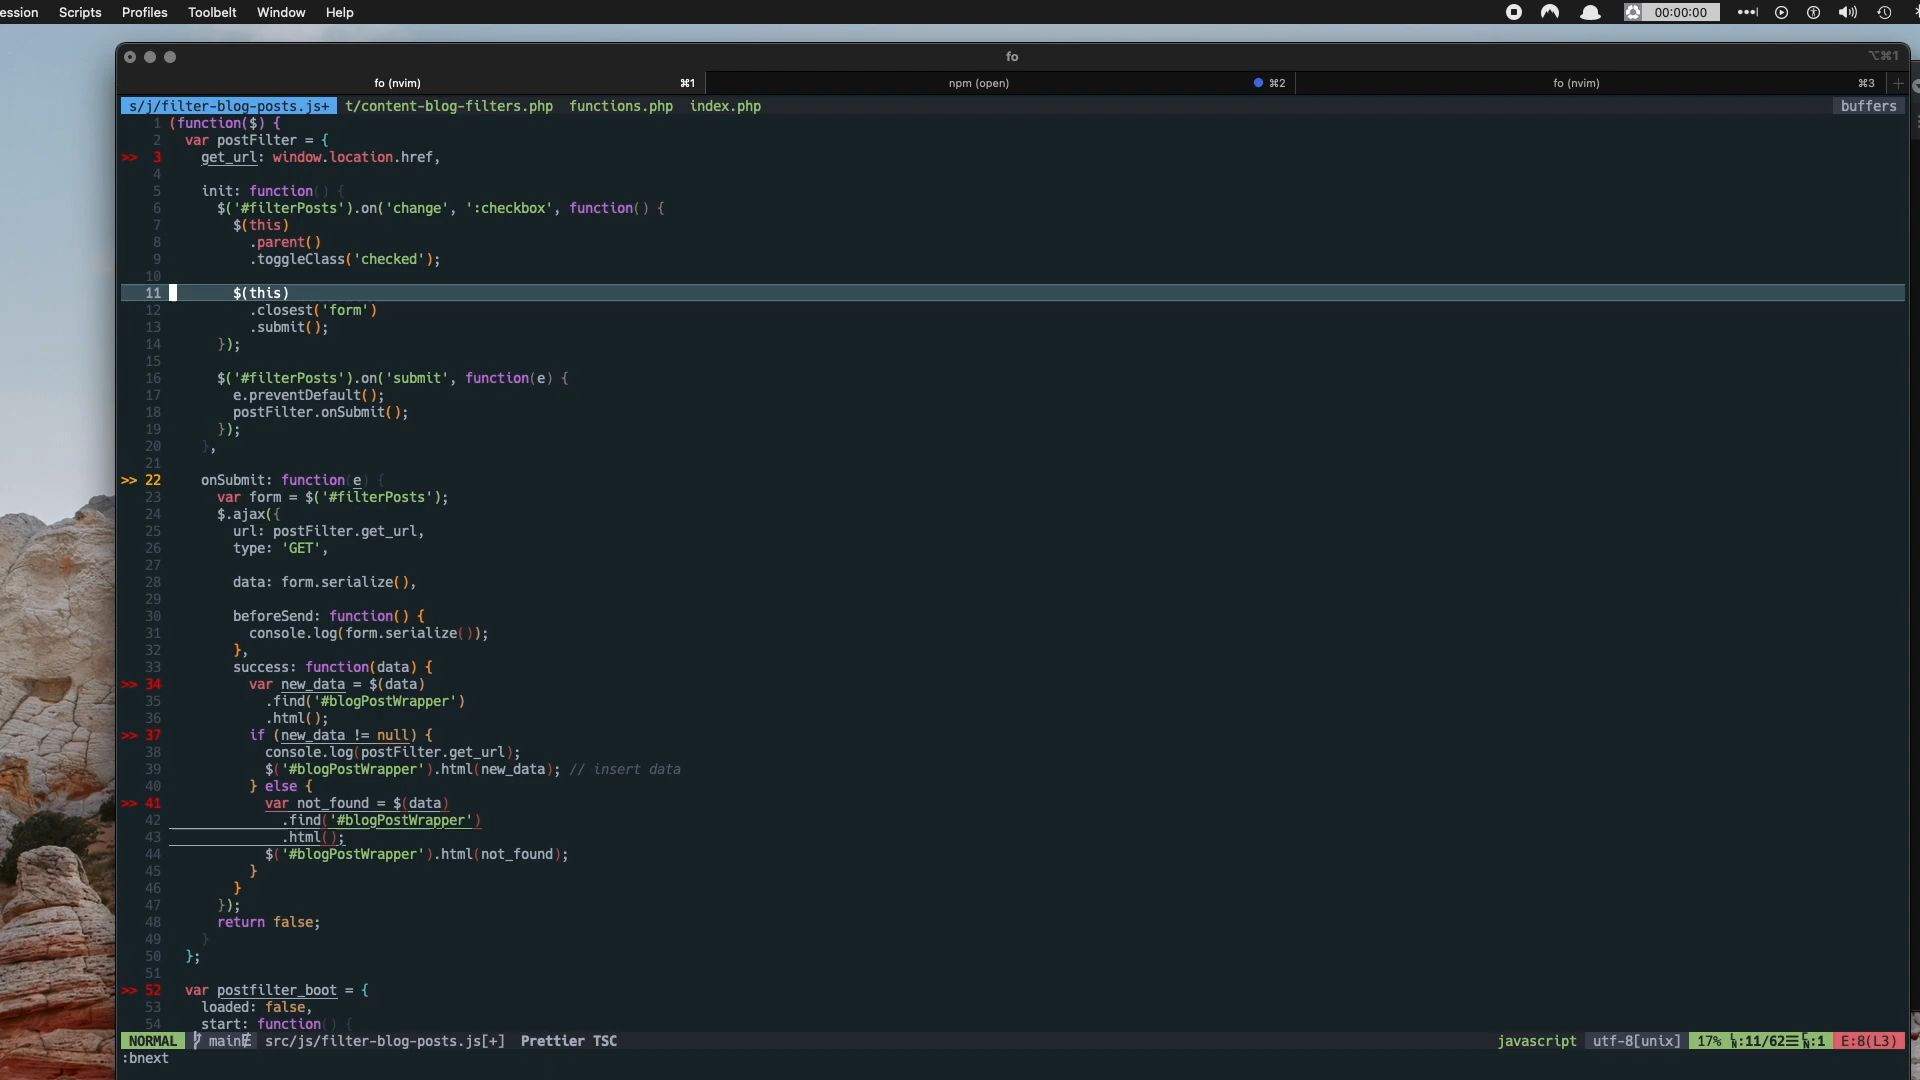 ession Scripts Profiles Toolbelt Window Help 00:00:00
fo ⌥⌘1
fo (nvim) ⌘1 npm (open) ⌘2 fo (nvim) ⌘3 +
s/j/filter-blog-posts.js+ t/content-blog-filters.php functions.php index.php buffers
1 (function($) {
2 var postFilter = {
>> 3 get_url: window.location.href,
4
5 init: function() {
6 $('#filterPosts').on('change', ':checkbox', function() {
7 $(this)
8 .parent()
9 .toggleClass('checked');
10
11 $(this)
12 .closest('form')
13 .submit();
14 });
15
16 $('#filterPosts').on('submit', function(e) {
17 e.preventDefault();
18 postFilter.onSubmit();
19 });
20 },
21
>> 22 onSubmit: function(e) {
23 var form = $('#filterPosts');
24 $.ajax({
25 url: postFilter.get_url,
26 type: 'GET',
27
28 data: form.serialize(),
29
30 beforeSend: function() {
31 console.log(form.serialize());
32 },
33 success: function(data) {
>> 34 var new_data = $(data)
35 .find('#blogPostWrapper')
36 .html();
>> 37 if (new_data != null) {
38 console.log(postFilter.get_url);
39 $('#blogPostWrapper').html(new_data); // insert data
40 } else {
>> 41 var not_found = $(data)
42 .find('#blogPostWrapper')
43 .html();
44 $('#blogPostWrapper').html(not_found);
45 }
46 }
47 });
48 return false;
49 }
50 };
51
>> 52 var postfilter_boot = {
53 loaded: false,
54 start: function() {
NORMAL main src/js/filter-blog-posts.js[+] Prettier TSC javascript utf-8[unix] 17% :11/62 :1 E:8(L3)
:bnext